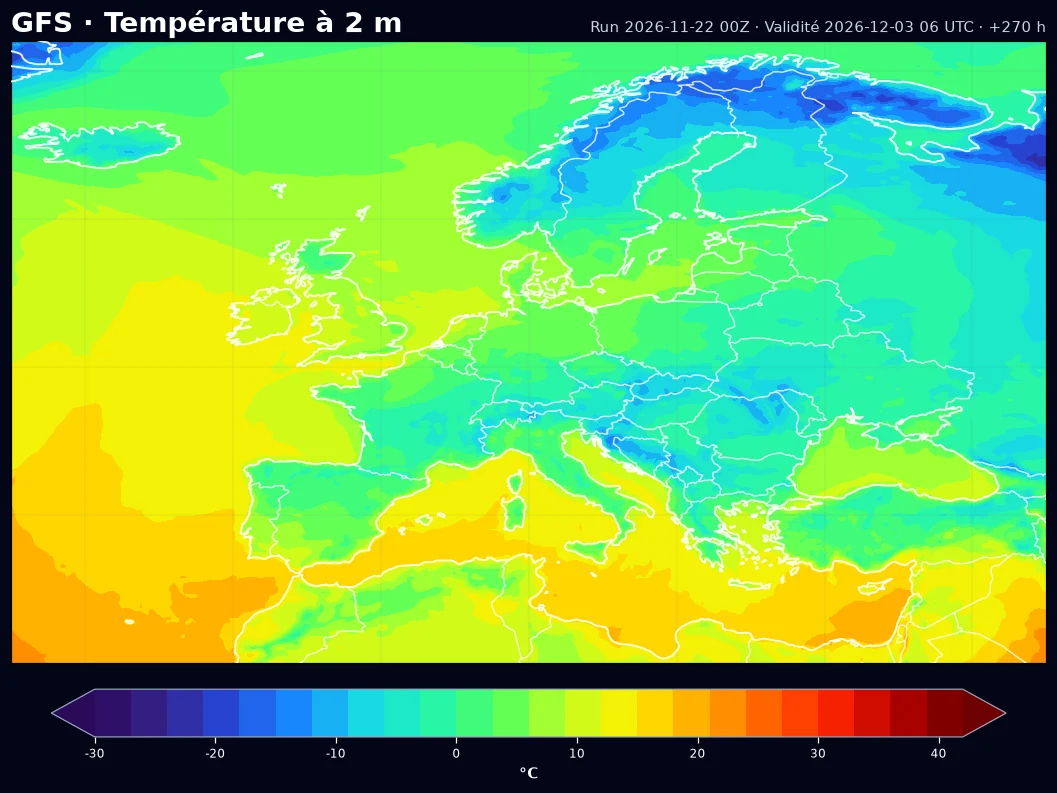 GFS · Température à 2 m
Run 2026-11-22 00Z · Validité 2026-12-03 06 UTC · +270 h
-30 -20 -10 0 10 20 30 40
°C